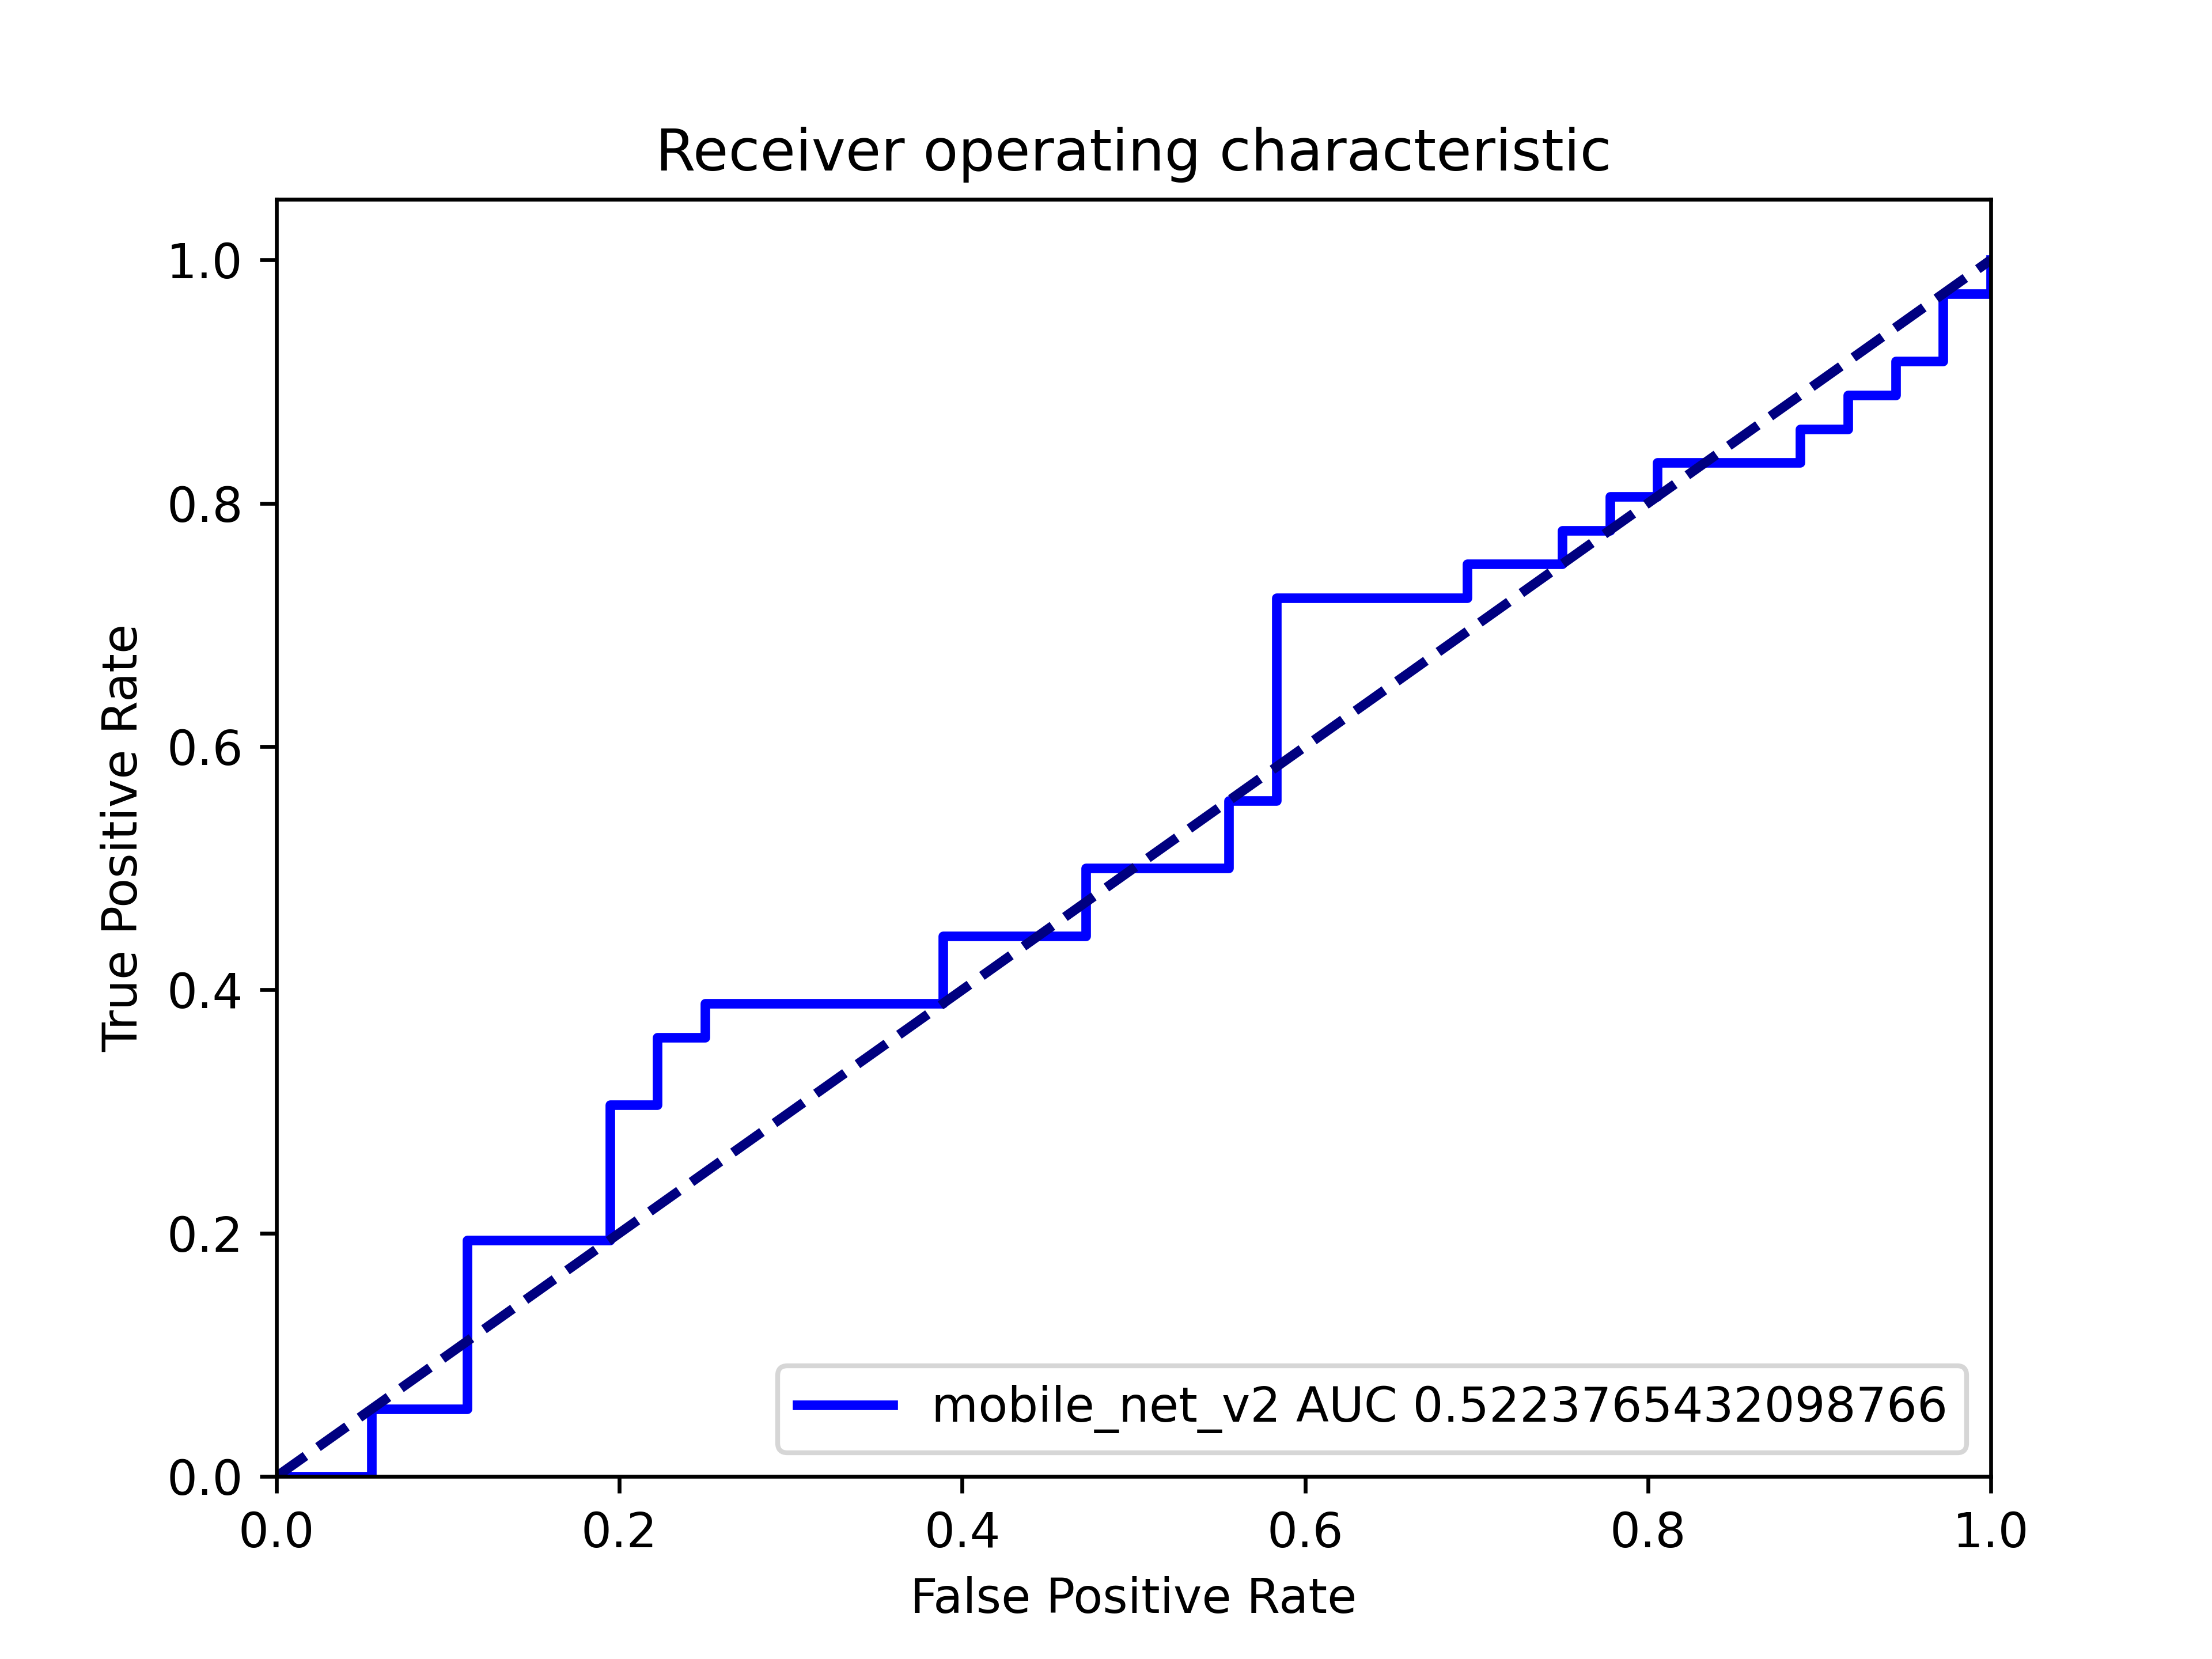 Receiver operating characteristic
True Positive Rate
1.0
0.8
0.6
0.4
0.2
0.0
mobile_net_v2 AUC 0.5223765432098766
0.0 0.2 0.4 0.6 0.8 1.0
False Positive Rate